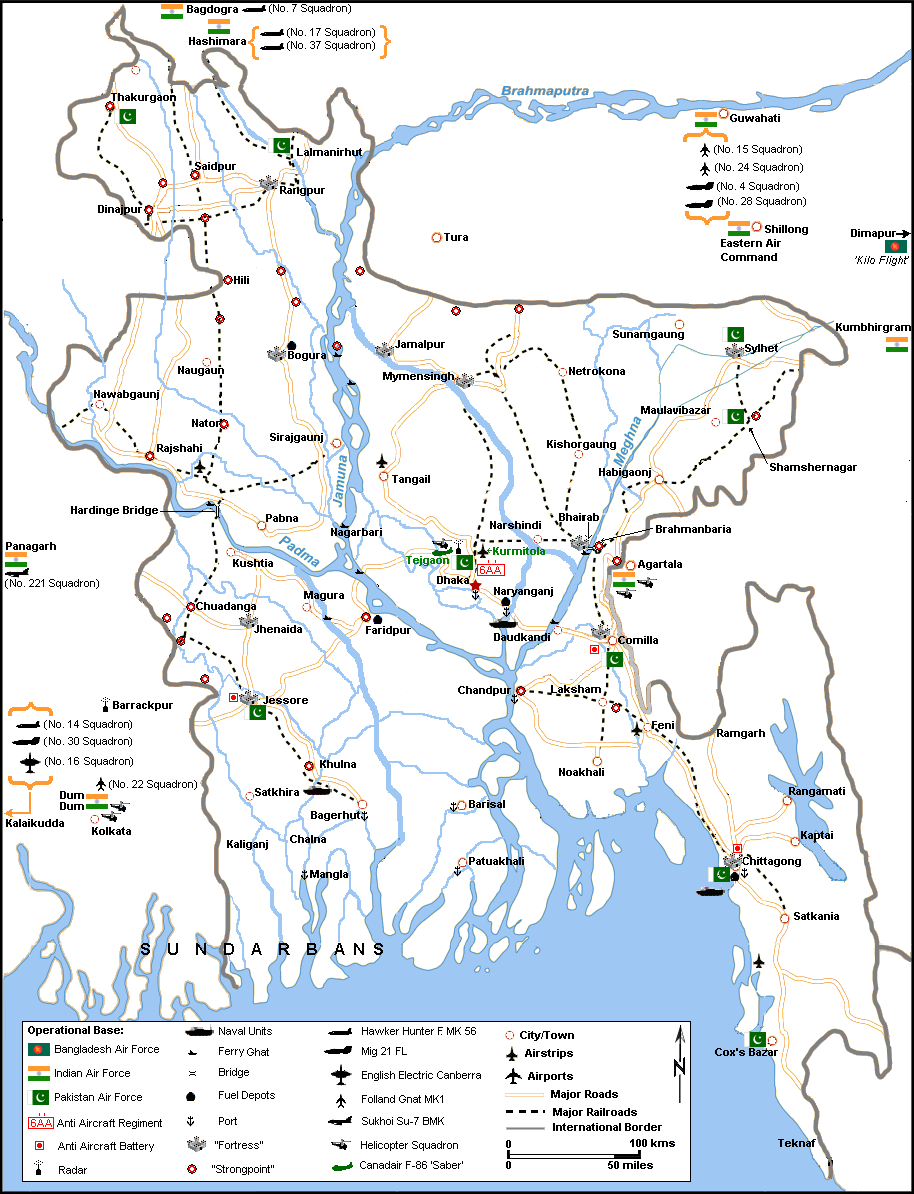 Bagdogra (No. 7 Squadron)
Hashimara (No. 17 Squadron)
(No. 37 Squadron)
Brahmaputra
Guwahati
(No. 15 Squadron)
(No. 24 Squadron)
(No. 4 Squadron)
(No. 28 Squadron)
Shillong
Eastern Air
Command
Dimapur
'Kilo Flight'
Kumbhirgram
Thakurgaon
Lalmanirhut
Saidpur
Rangpur
Dinajpur
Tura
Hili
Sunamgaung
Sylhet
Jamalpur
Bogura
Naugaun
Mymensingh
Netrokona
Nawabgaunj
Maulavibazar
Nator
Sirajgaunj
Kishorgaung
Meghna
Rajshahi
Shamshernagar
Jamuna
Tangail
Habigaonj
Hardinge Bridge
Pabna
Nagarbari
Narshindi
Bhairab
Brahmanbaria
Padma
Panagarh
(No. 221 Squadron)
Kushtia
Tejgaon
Kurmitola
6AA
Agartala
Dhaka
Naryanganj
Chuadanga
Magura
Jhenaida
Faridpur
Daudkandi
Comilla
Chandpur
Laksham
Jessore
Barrackpur
(No. 14 Squadron)
(No. 30 Squadron)
(No. 16 Squadron)
(No. 22 Squadron)
Dum
Dum
Kalaikudda
Kolkata
Feni
Ramgarh
Noakhali
Khulna
Satkhira
Bagerhut
Barisal
Rangamati
Kaliganj
Chalna
Kaptai
Mangla
Patuakhali
Chittagong
Satkania
SUNDARBANS
Cox's Bazar
Teknaf
Operational Base:
Bangladesh Air Force
Indian Air Force
Pakistan Air Force
6AA Anti Aircraft Regiment
Anti Aircraft Battery
Radar
Naval Units
Ferry Ghat
Bridge
Fuel Depots
Port
"Fortress"
"Strongpoint"
Hawker Hunter F. MK 56
Mig 21 FL
English Electric Canberra
Folland Gnat MK1
Sukhoi Su-7 BMK
Helicopter Squadron
Canadair F-86 'Saber'
City/Town
Airstrips
Airports
Major Roads
Major Railroads
International Border
0 100 kms
0 50 miles
N